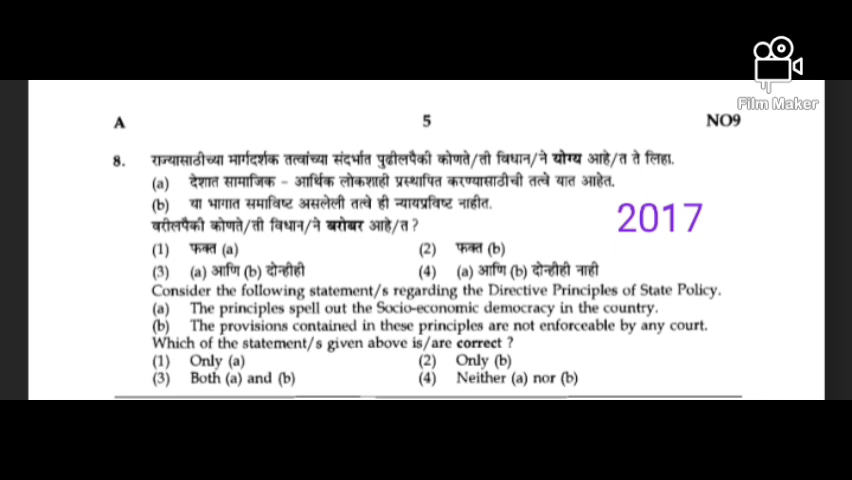 Film Maker
A 5 NO9
8. राज्यासाठीच्या मार्गदर्शक तत्वांच्या संदर्भात पुढीलपैकी कोणते/ती विधान/ने योग्य आहे/त ते लिहा.
(a) देशात सामाजिक - आर्थिक लोकशाही प्रस्थापित करण्यासाठीची तत्वे यात आहेत.
(b) या भागात समाविष्ट असलेली तत्वे ही न्यायप्रविष्ट नाहीत.
2017
वरीलपैकी कोणते/ती विधान/ने बरोबर आहे/त ?
(1) फक्त (a) (2) फक्त (b)
(3) (a) आणि (b) दोन्हीही (4) (a) आणि (b) दोन्हीही नाही
Consider the following statement/s regarding the Directive Principles of State Policy.
(a) The principles spell out the Socio-economic democracy in the country.
(b) The provisions contained in these principles are not enforceable by any court.
Which of the statement/s given above is/are correct ?
(1) Only (a) (2) Only (b)
(3) Both (a) and (b) (4) Neither (a) nor (b)